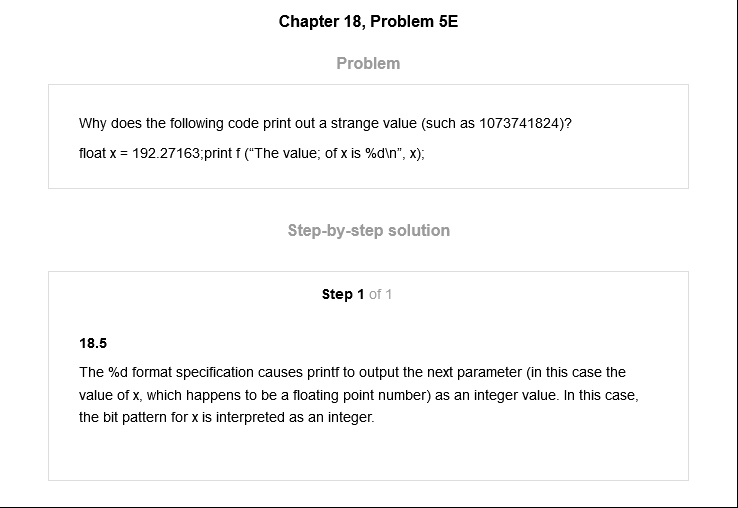 Chapter 18, Problem 5E
Problem
Why does the following code print out a strange value (such as 1073741824)?
float x = 192.27163;print f (“The value; of x is %d\n”, x);
Step-by-step solution
Step 1 of 1
18.5
The %d format specification causes printf to output the next parameter (in this case the
value of x, which happens to be a floating point number) as an integer value. In this case,
the bit pattern for x is interpreted as an integer.